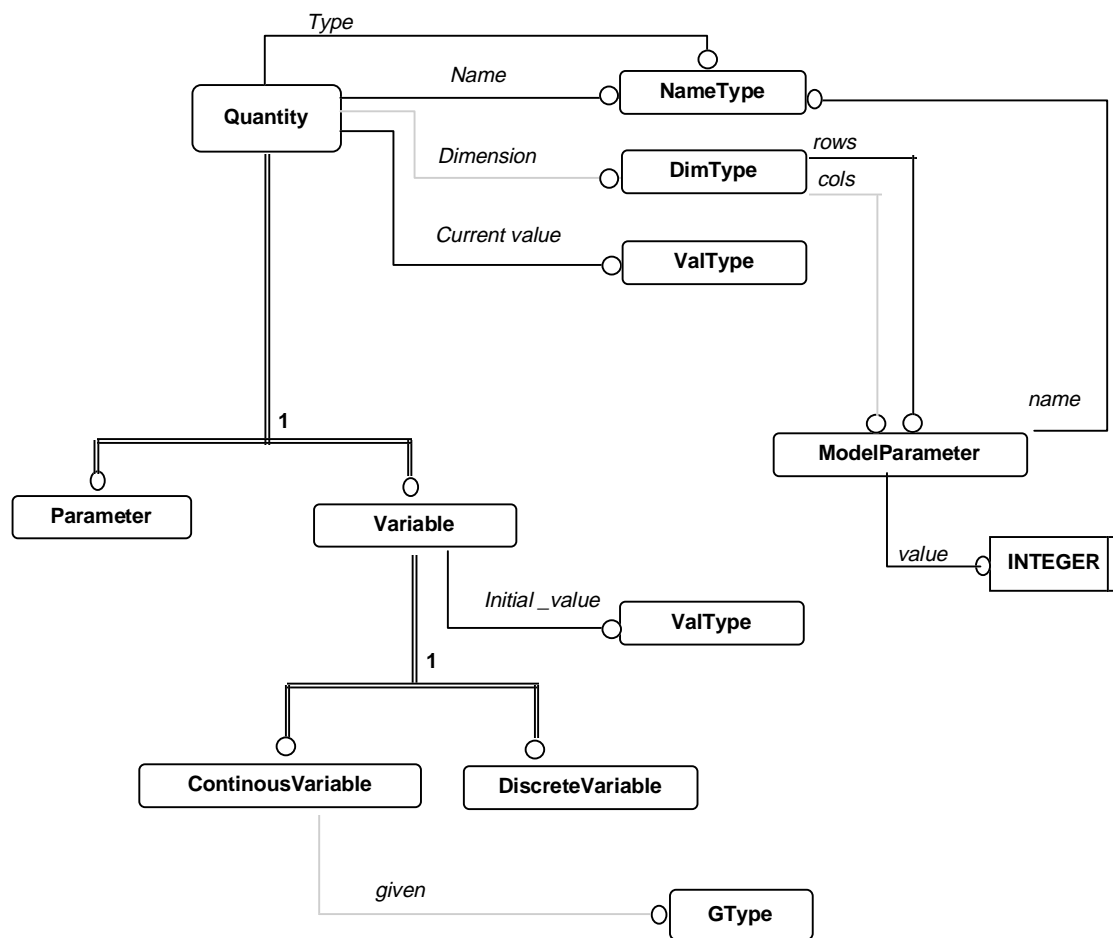 Type
Name
NameType
Quantity
rows
Dimension
DimType
cols
Current value
ValType
name
1
ModelParameter
Parameter
Variable
value
INTEGER
Initial _value
ValType
1
ContinousVariable
DiscreteVariable
given
GType